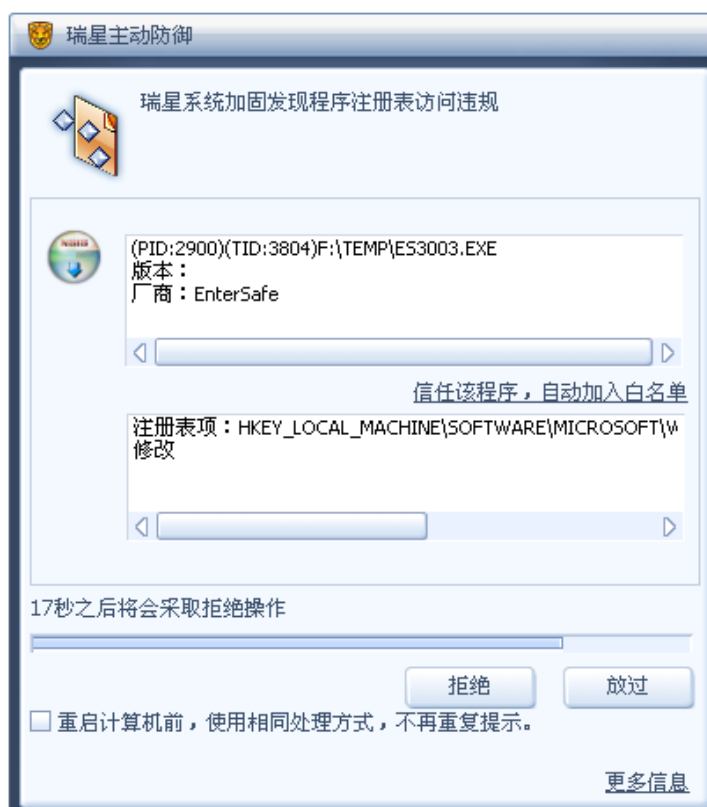 瑞星主动防御
瑞星系统加固发现程序注册表访问违规
(PID:2900)(TID:3804)F:\TEMP\ES3003.EXE
版本：
厂商：EnterSafe
信任该程序，自动加入白名单
注册表项：HKEY_LOCAL_MACHINE\SOFTWARE\MICROSOFT\W
修改
17秒之后将会采取拒绝操作
拒绝
放过
重启计算机前，使用相同处理方式，不再重复提示。
更多信息